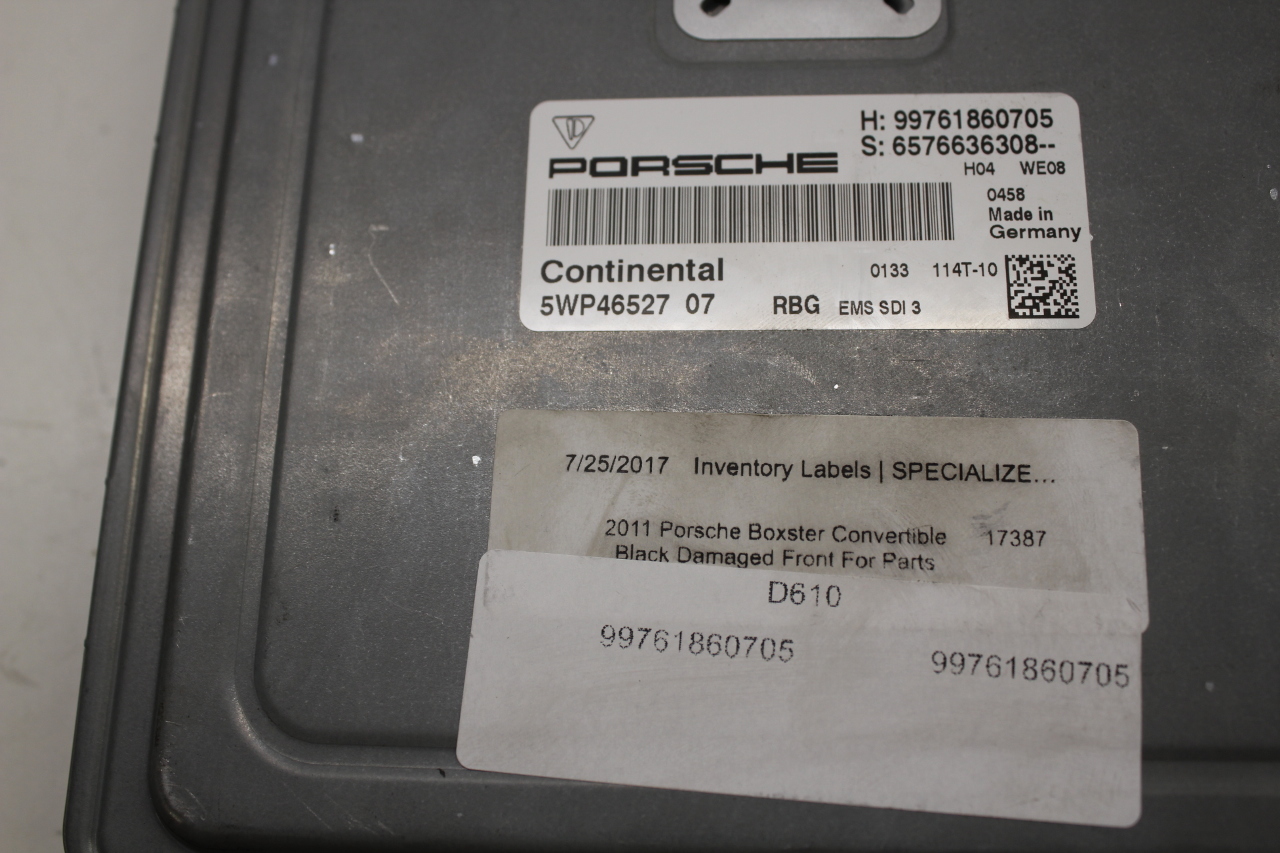 PORSCHE
H: 99761860705
S: 6576636308--
H04 WE08
0458
Made in
Germany
Continental
0133 114T-10
5WP46527 07 RBG EMS SDI 3
7/25/2017 Inventory Labels | SPECIALIZE...
2011 Porsche Boxster Convertible 17387
Black Damaged Front For Parts
D610
99761860705 99761860705